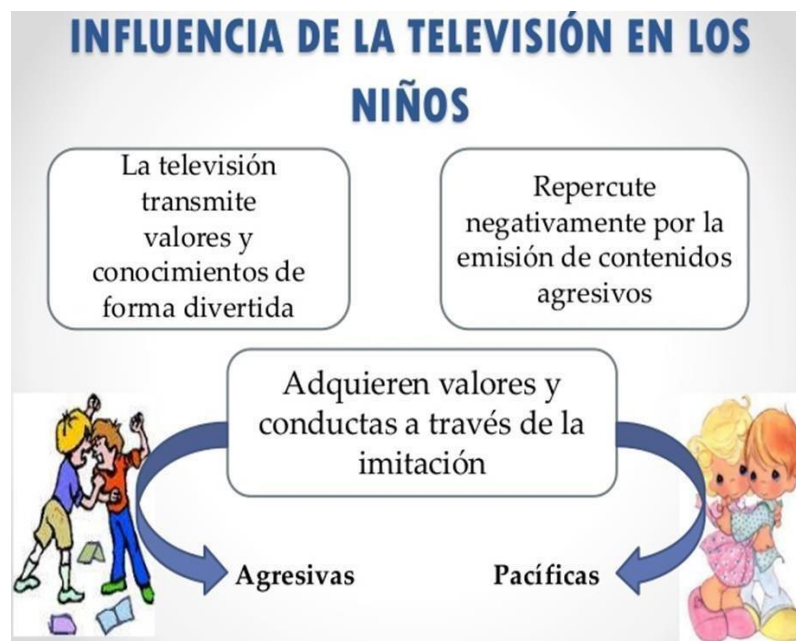 INFLUENCIA DE LA TELEVISIÓN EN LOS
NIÑOS
La televisión
transmite
valores y
conocimientos de
forma divertida
Repercute
negativamente por la
emisión de contenidos
agresivos
Adquieren valores y
conductas a través de la
imitación
Agresivas
Pacíficas